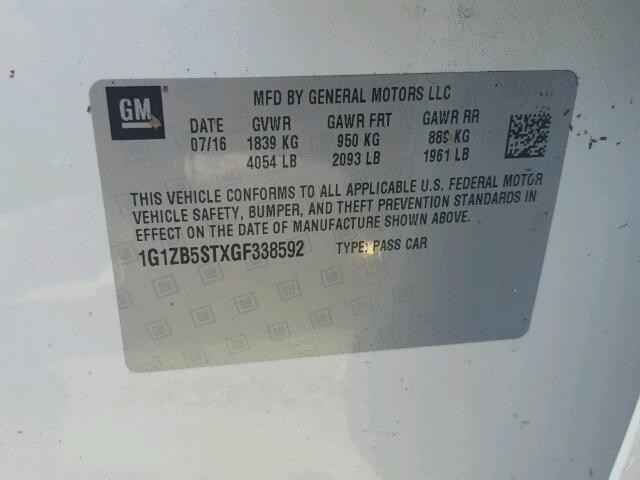 GM®
MFD BY GENERAL MOTORS LLC
DATE GVWR GAWR FRT GAWR RR
07/16 1839 KG 950 KG 889 KG
4054 LB 2093 LB 1961 LB
THIS VEHICLE CONFORMS TO ALL APPLICABLE U.S. FEDERAL MOTOR
VEHICLE SAFETY, BUMPER, AND THEFT PREVENTION STANDARDS IN
EFFECT ON THE DATE OF MANUFACTURE SHOWN ABOVE.
1G1ZB5STXGF338592 TYPE: PASS CAR